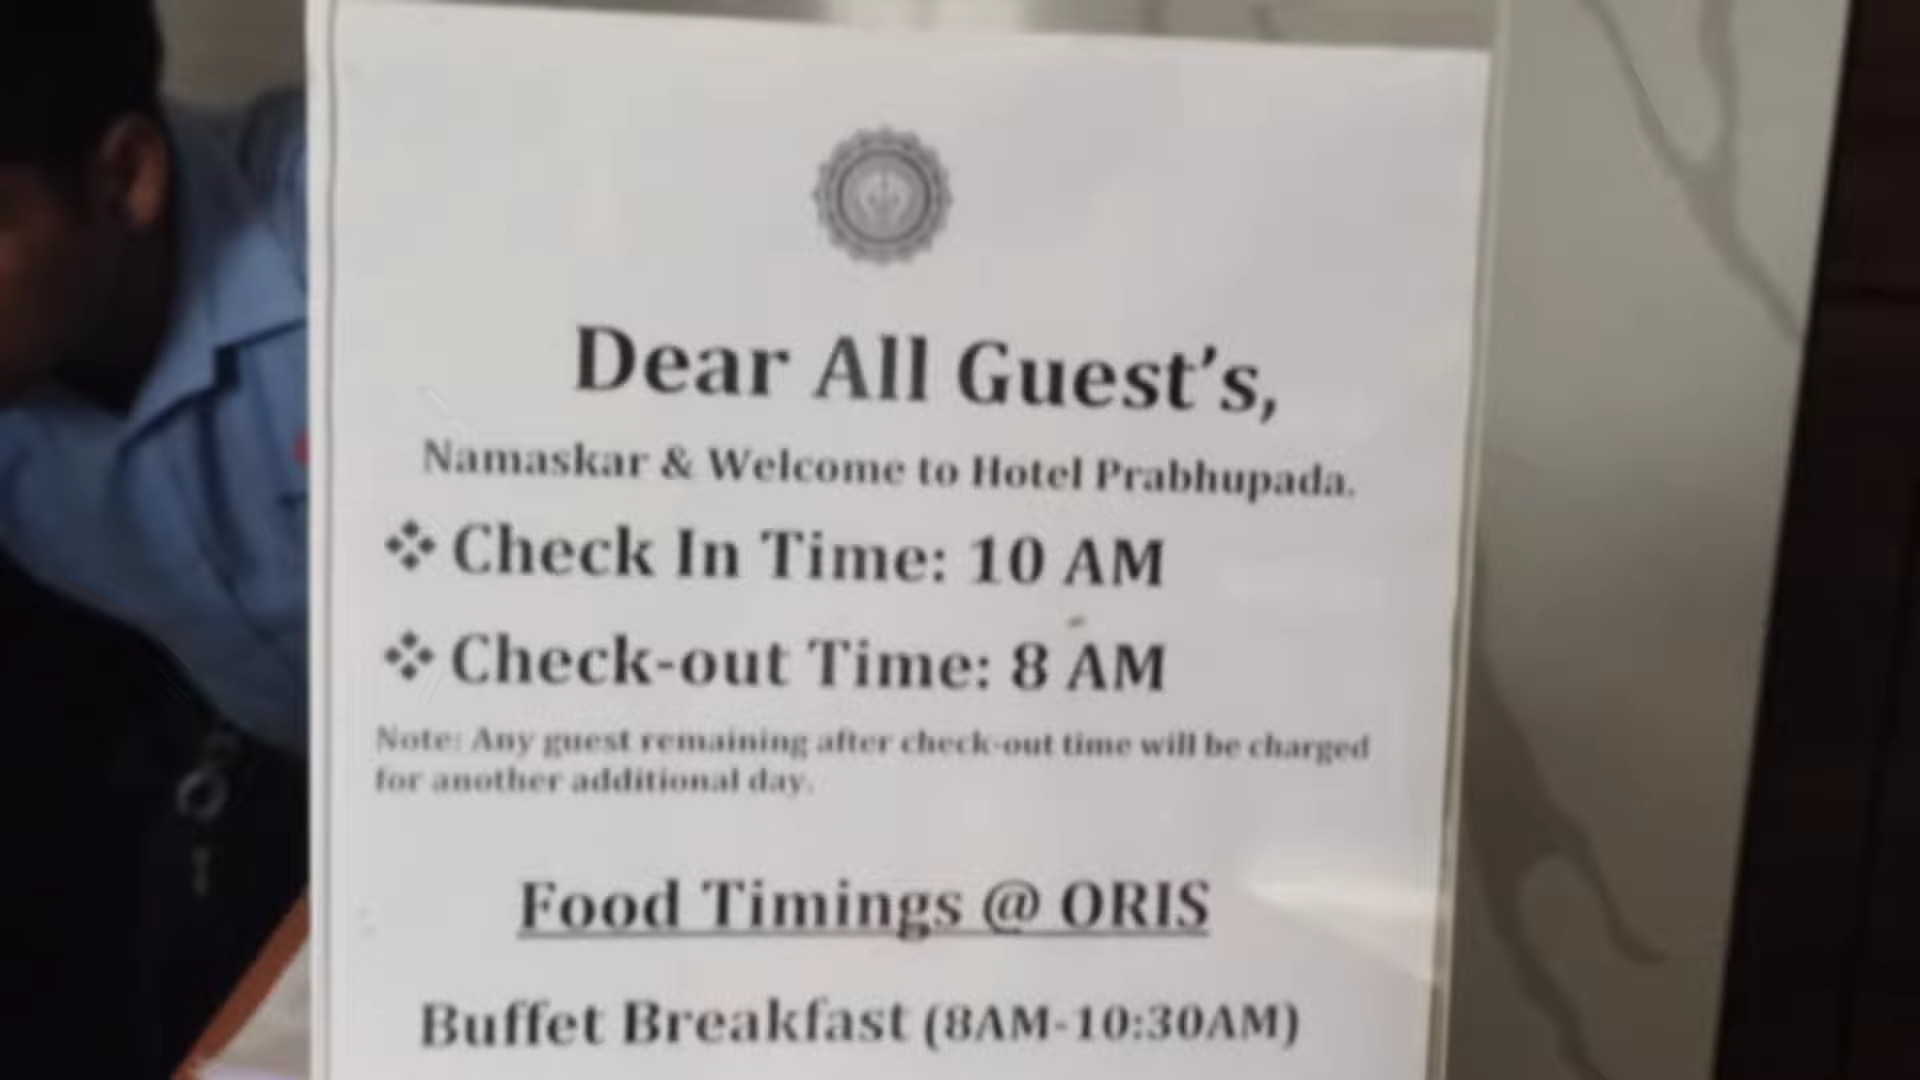 Dear All Guest's,
Namaskar & Welcome to Hotel Prabhupada.
❖ Check In Time: 10 AM
❖ Check-out Time: 8 AM
Note: Any guest remaining after check-out time will be charged
for another additional day.
Food Timings @ ORIS
Buffet Breakfast (8AM-10:30AM)